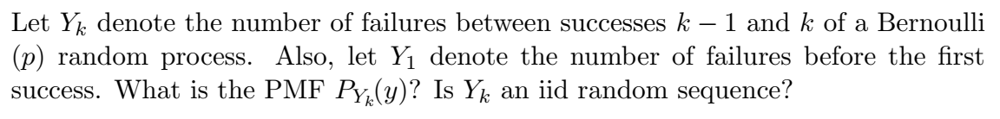 Let Y_k denote the number of failures between successes k − 1 and k of a Bernoulli
(p) random process. Also, let Y_1 denote the number of failures before the first
success. What is the PMF P_{Y_k}(y)? Is Y_k an iid random sequence?